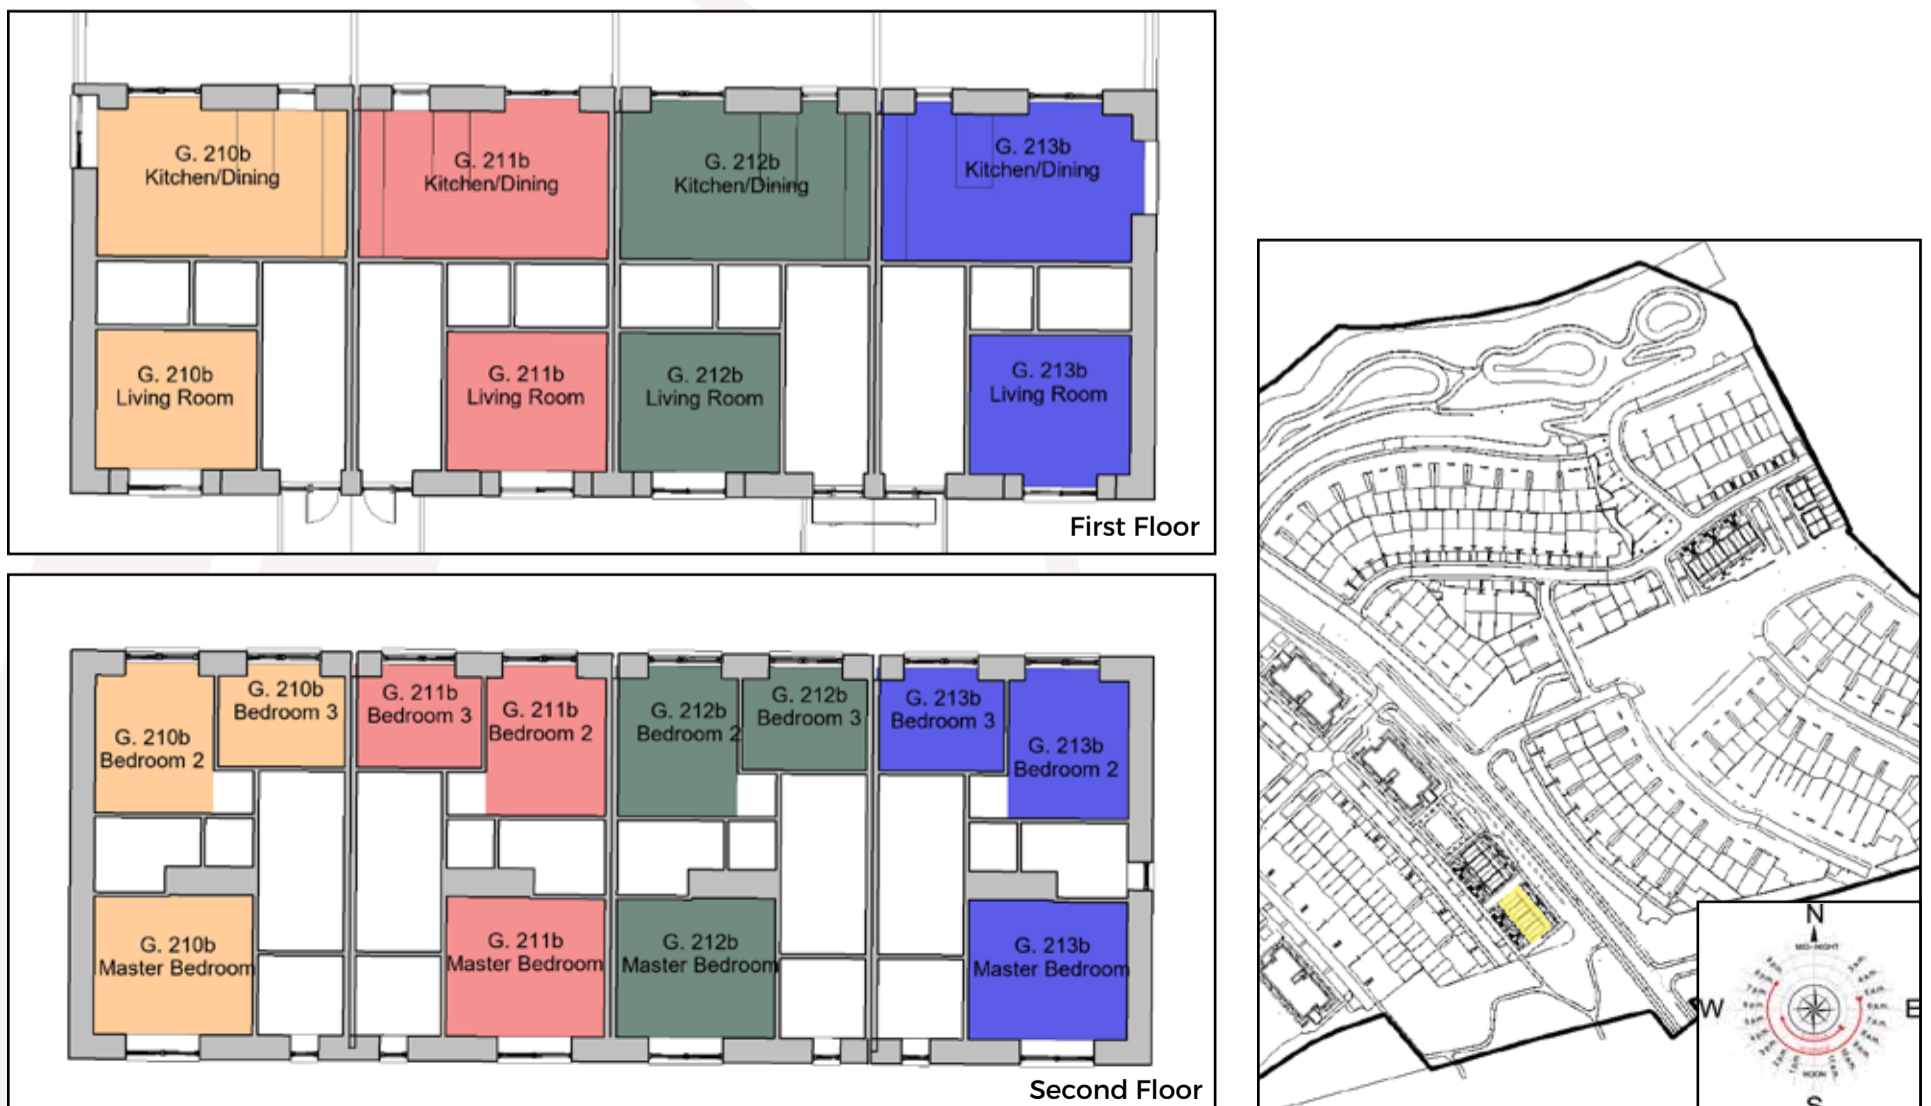 G. 210b
Kitchen/Dining
G. 211b
Kitchen/Dining
G. 212b
Kitchen/Dining
G. 213b
Kitchen/Dining
G. 210b
Living Room
G. 211b
Living Room
G. 212b
Living Room
G. 213b
Living Room
First Floor
G. 210b
Bedroom 2
G. 210b
Bedroom 3
G. 211b
Bedroom 3
G. 211b
Bedroom 2
G. 212b
Bedroom 2
G. 212b
Bedroom 3
G. 213b
Bedroom 3
G. 213b
Bedroom 2
G. 210b
Master Bedroom
G. 211b
Master Bedroom
G. 212b
Master Bedroom
G. 213b
Master Bedroom
Second Floor
N
MID-NIGHT
W
E
NOON
S